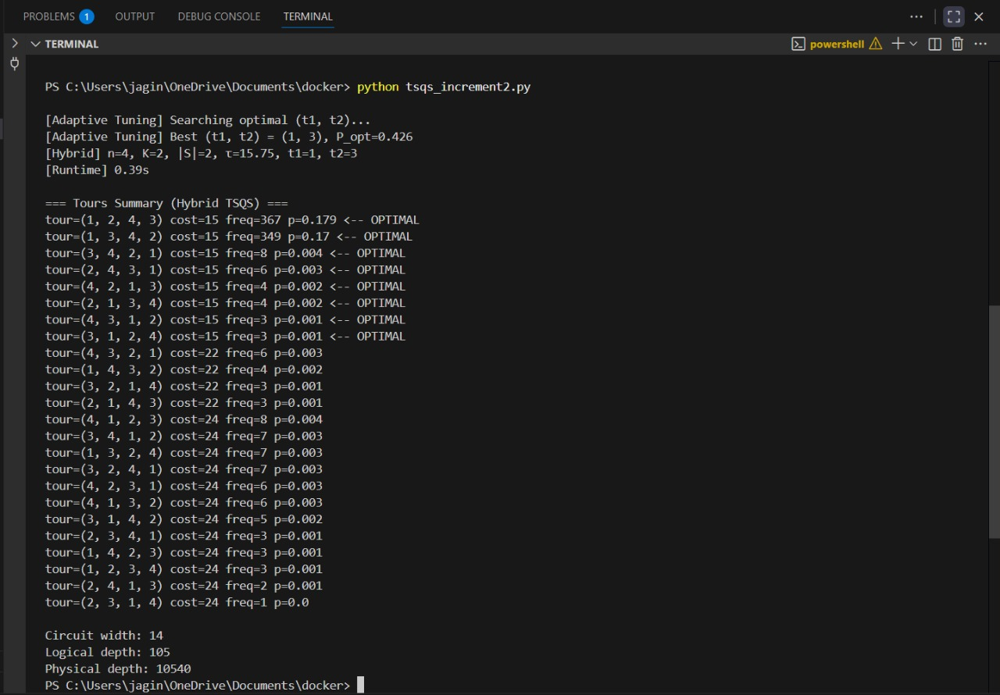 PROBLEMS 1 OUTPUT DEBUG CONSOLE TERMINAL
TERMINAL powershell
PS C:\Users\jagin\OneDrive\Documents\docker> python tsqs_increment2.py
[Adaptive Tuning] Searching optimal (t1, t2)...
[Adaptive Tuning] Best (t1, t2) = (1, 3), P_opt=0.426
[Hybrid] n=4, K=2, |S|=2, τ=15.75, t1=1, t2=3
[Runtime] 0.39s
=== Tours Summary (Hybrid TSQS) ===
tour=(1, 2, 4, 3) cost=15 freq=367 p=0.179 <-- OPTIMAL
tour=(1, 3, 4, 2) cost=15 freq=349 p=0.17 <-- OPTIMAL
tour=(3, 4, 2, 1) cost=15 freq=8 p=0.004 <-- OPTIMAL
tour=(2, 4, 3, 1) cost=15 freq=6 p=0.003 <-- OPTIMAL
tour=(4, 2, 1, 3) cost=15 freq=4 p=0.002 <-- OPTIMAL
tour=(2, 1, 3, 4) cost=15 freq=4 p=0.002 <-- OPTIMAL
tour=(4, 3, 1, 2) cost=15 freq=3 p=0.001 <-- OPTIMAL
tour=(3, 1, 2, 4) cost=15 freq=3 p=0.001 <-- OPTIMAL
tour=(4, 3, 2, 1) cost=22 freq=6 p=0.003
tour=(1, 4, 3, 2) cost=22 freq=4 p=0.002
tour=(3, 2, 1, 4) cost=22 freq=3 p=0.001
tour=(2, 1, 4, 3) cost=22 freq=3 p=0.001
tour=(4, 1, 2, 3) cost=24 freq=8 p=0.004
tour=(3, 4, 1, 2) cost=24 freq=7 p=0.003
tour=(1, 3, 2, 4) cost=24 freq=7 p=0.003
tour=(3, 2, 4, 1) cost=24 freq=7 p=0.003
tour=(4, 2, 3, 1) cost=24 freq=6 p=0.003
tour=(4, 1, 3, 2) cost=24 freq=6 p=0.003
tour=(3, 1, 4, 2) cost=24 freq=5 p=0.002
tour=(2, 3, 4, 1) cost=24 freq=3 p=0.001
tour=(1, 4, 2, 3) cost=24 freq=3 p=0.001
tour=(1, 2, 3, 4) cost=24 freq=3 p=0.001
tour=(2, 4, 1, 3) cost=24 freq=2 p=0.001
tour=(2, 3, 1, 4) cost=24 freq=1 p=0.0
Circuit width: 14
Logical depth: 105
Physical depth: 10540
PS C:\Users\jagin\OneDrive\Documents\docker>